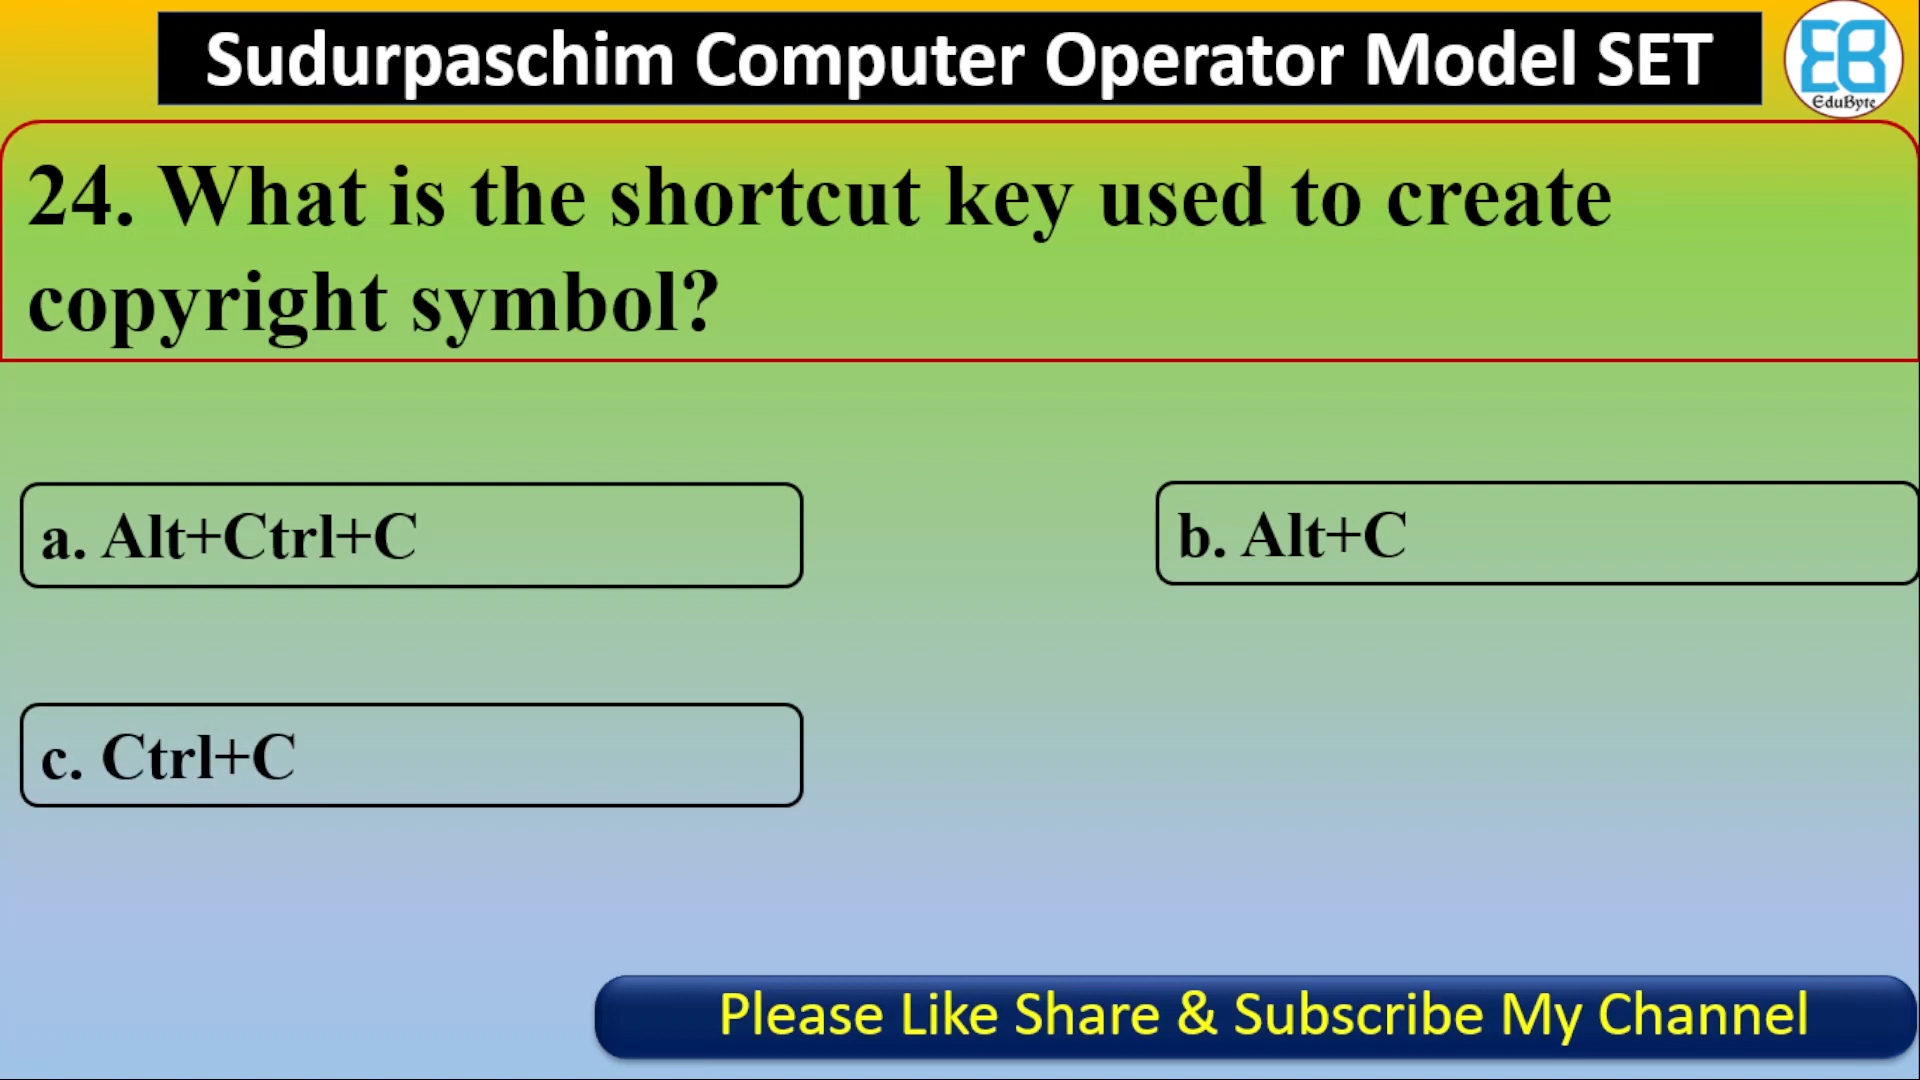 Sudurpaschim Computer Operator Model SET
EduByte
24. What is the shortcut key used to create
copyright symbol?
a. Alt+Ctrl+C
b. Alt+C
c. Ctrl+C
Please Like Share & Subscribe My Channel